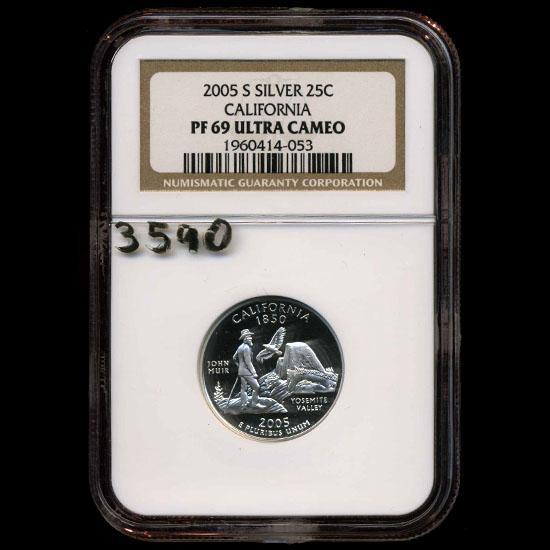 2005 S SILVER 25C
CALIFORNIA
PF 69 ULTRA CAMEO
1960414-053
NUMISMATIC GUARANTY CORPORATION
3590
CALIFORNIA
1850
JOHN
MUIR
YOSEMITE
VALLEY
2005
E PLURIBUS UNUM